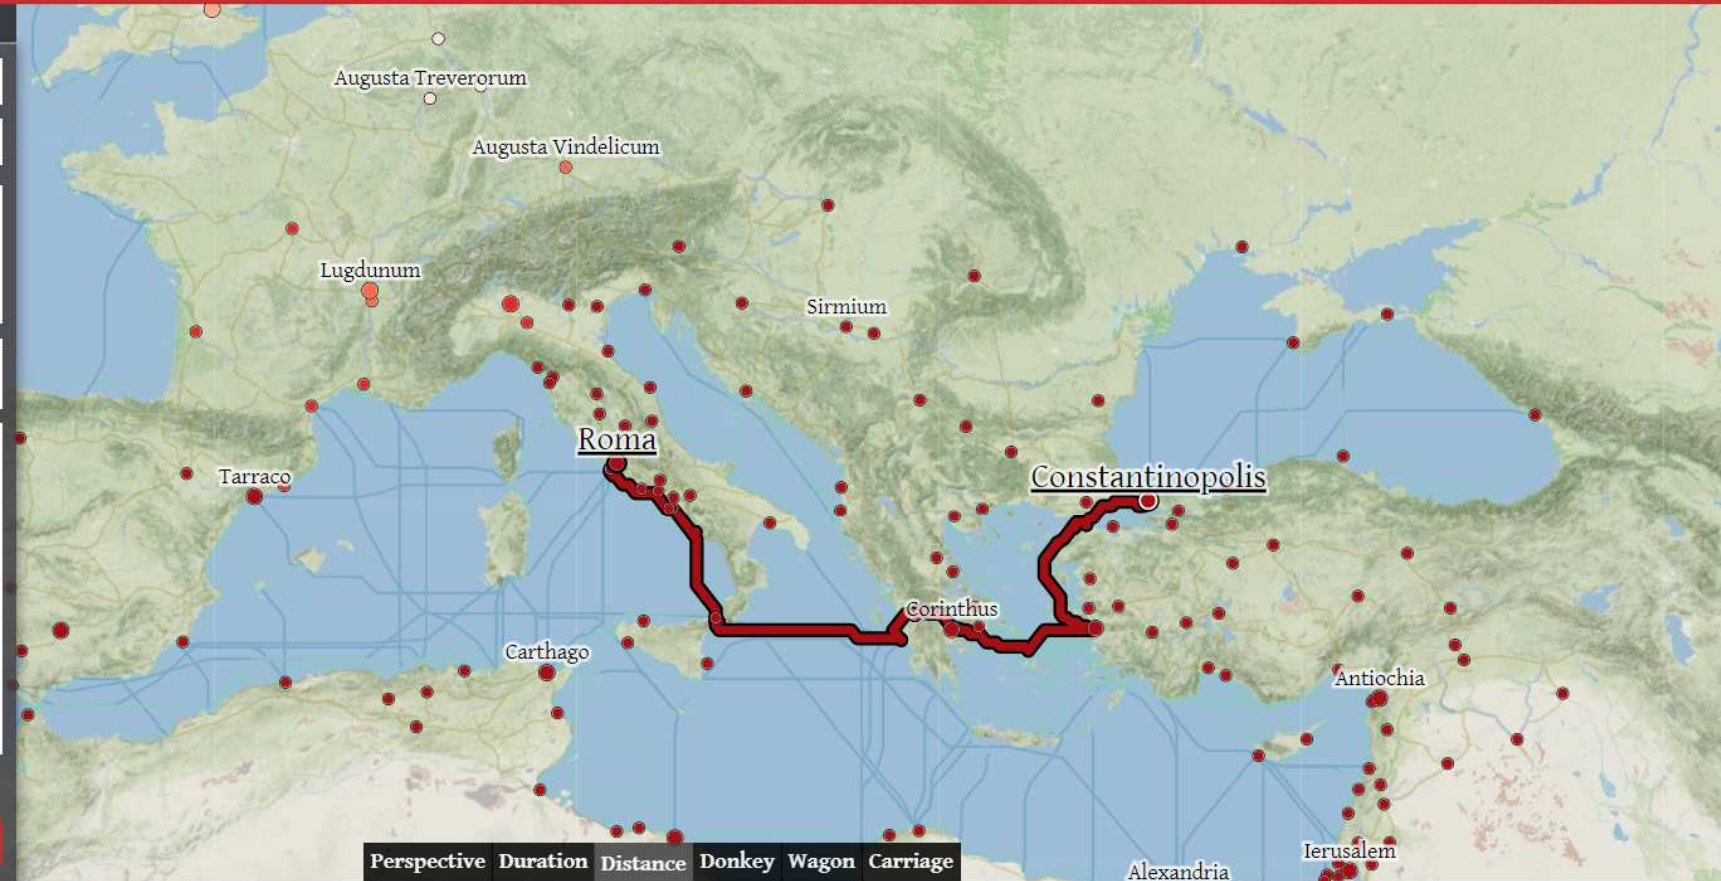 Augusta Treverorum
Augusta Vindelicum
Lugdunum
Sirmium
Roma
Tarraco
Constantinopolis
Corinthus
Carthago
Antiochia
Ierusalem
Alexandria
Perspective Duration Distance Donkey Wagon Carriage